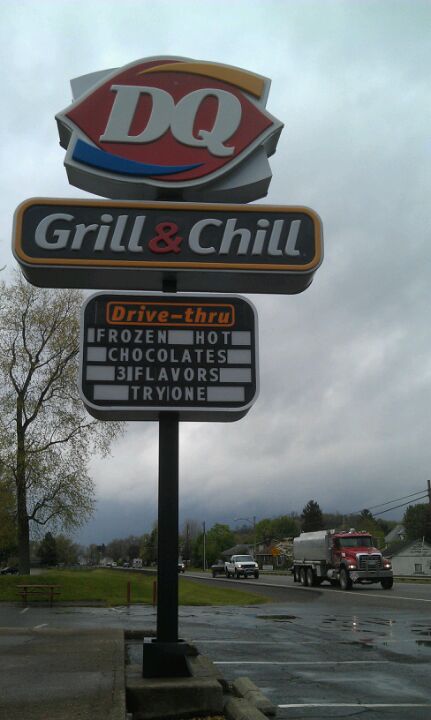 DQ
Grill & Chill
Drive-thru
FROZEN HOT
CHOCOLATES
3 FLAVORS
TRY ONE